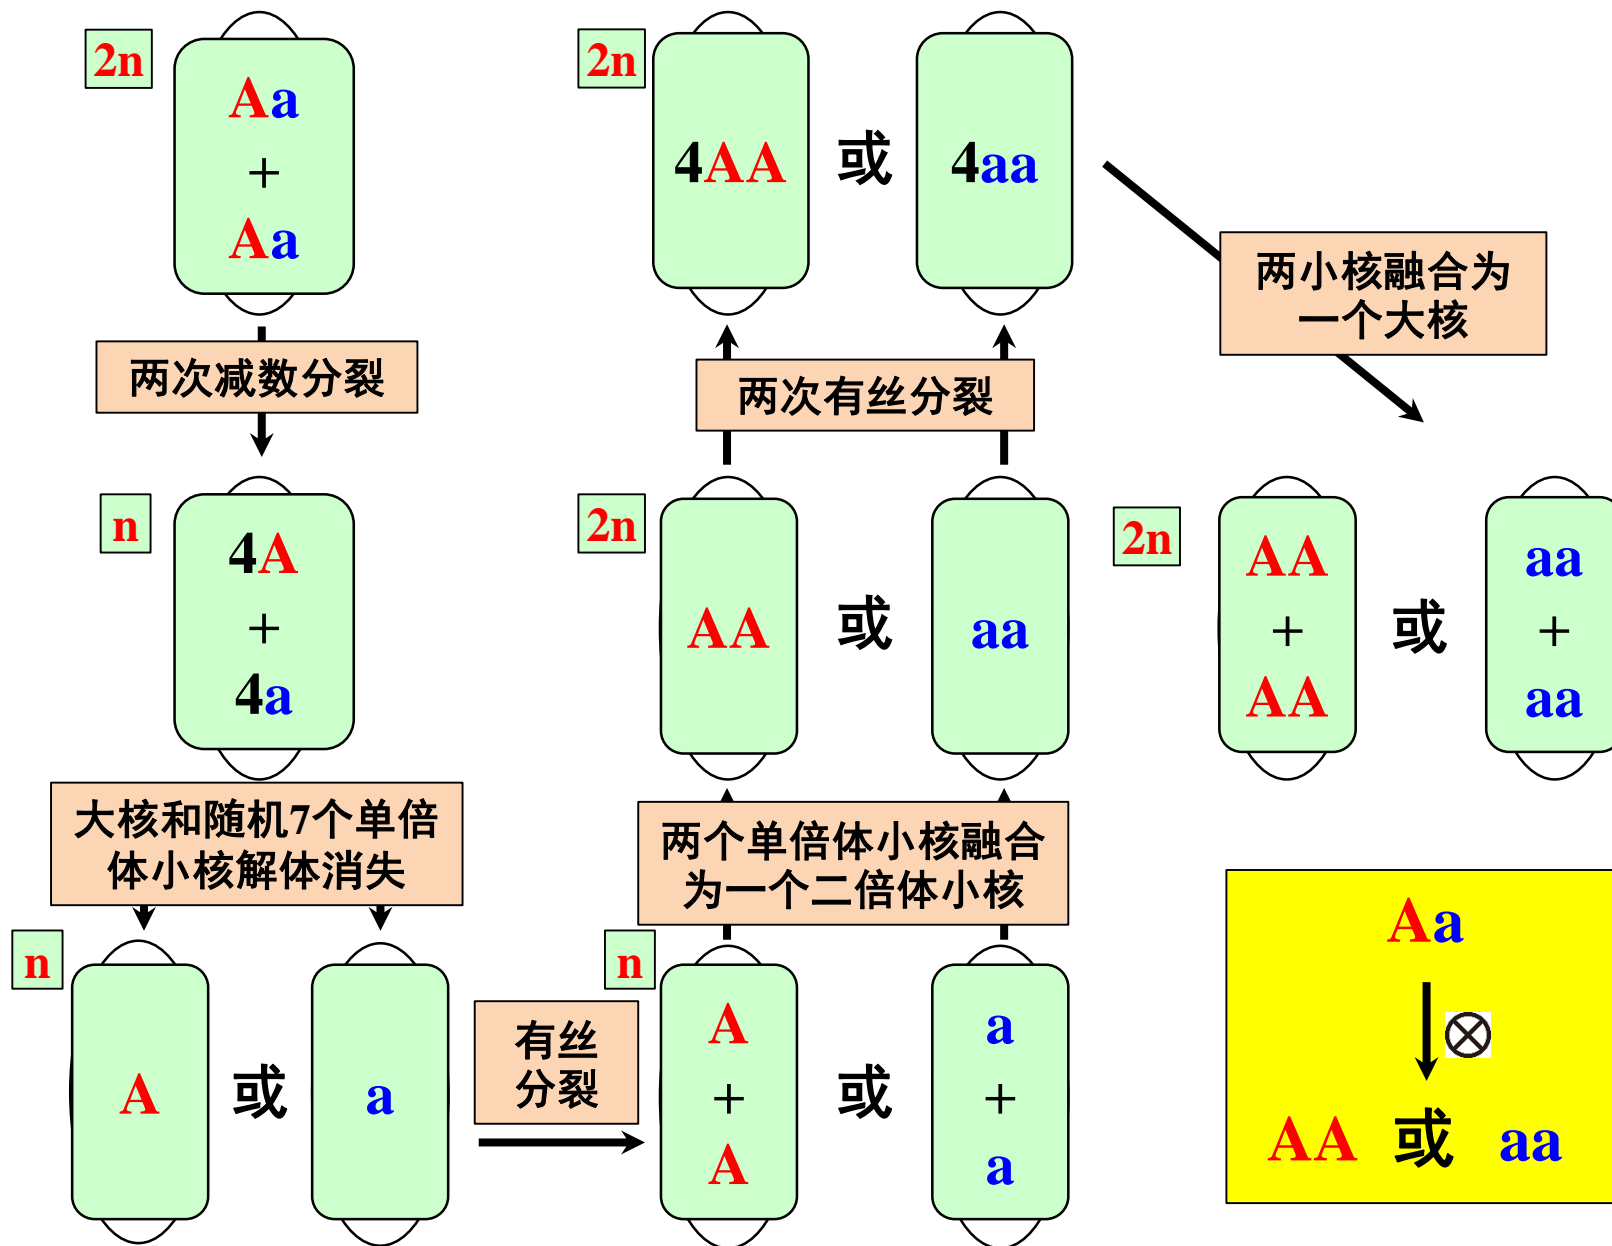 2n
Aa
+
Aa
两次减数分裂
n
4A
+
4a
大核和随机7个单倍
体小核解体消失
n
A
或
a
有丝
分裂
n
A
+
A
或
a
+
a
两个单倍体小核融合
为一个二倍体小核
2n
AA
或
aa
两次有丝分裂
2n
4AA
或
4aa
两小核融合为
一个大核
2n
AA
+
AA
或
aa
+
aa
Aa
AA 或 aa